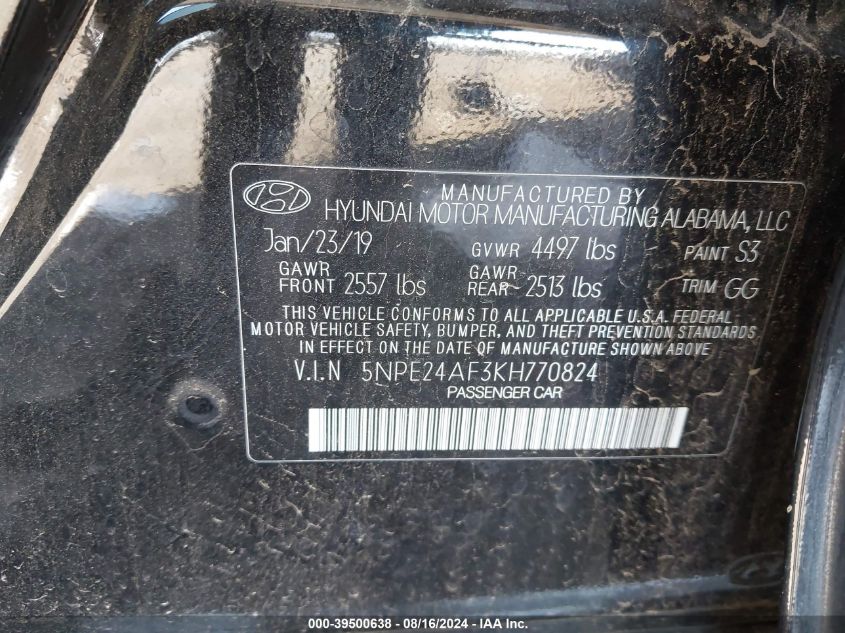 MANUFACTURED BY
HYUNDAI MOTOR MANUFACTURING ALABAMA, LLC
Jan/23/19 GVWR 4497 lbs PAINT S3
GAWR FRONT 2557 lbs GAWR REAR 2513 lbs TRIM GG
THIS VEHICLE CONFORMS TO ALL APPLICABLE U.S.A. FEDERAL
MOTOR VEHICLE SAFETY, BUMPER, AND THEFT PREVENTION STANDARDS
IN EFFECT ON THE DATE OF MANUFACTURE SHOWN ABOVE
V.I.N 5NPE24AF3KH770824
PASSENGER CAR
000-39500638 - 08/16/2024 - IAAI - US